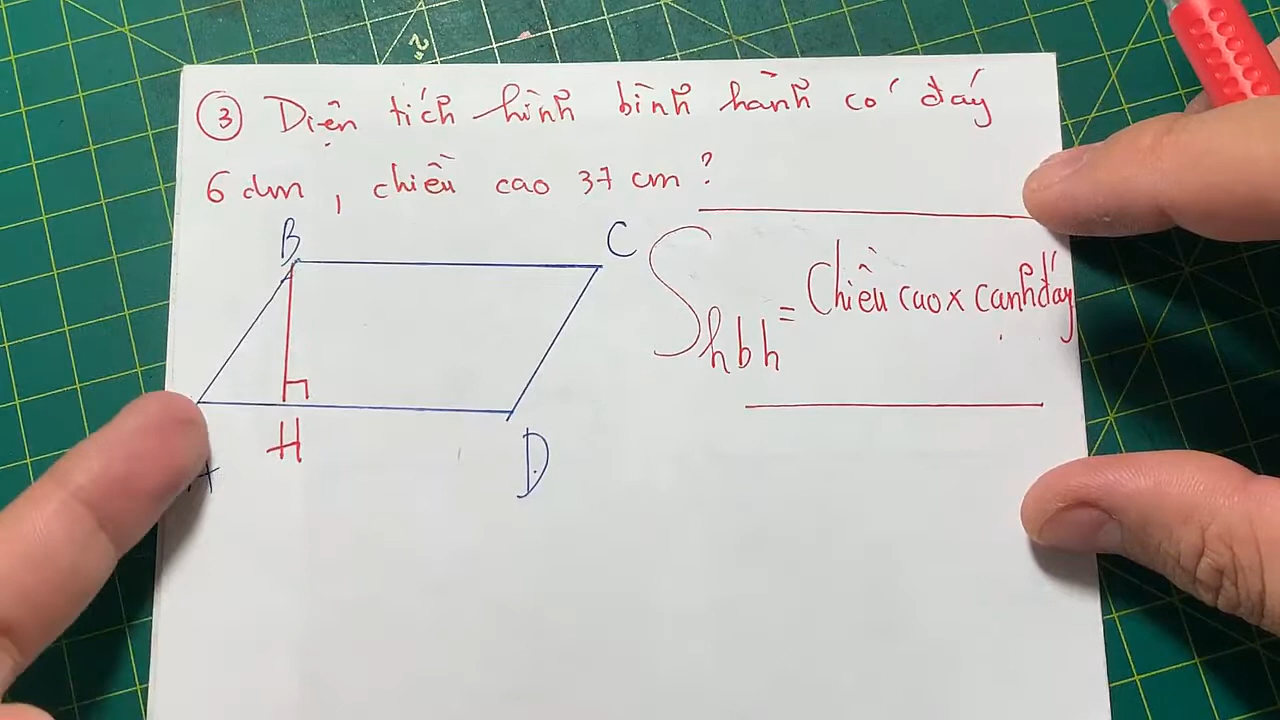 ③ Diện tích hình bình hành có đáy
6 dm, chiều cao 37 cm ?
B
C
S hbh = Chiều cao x cạnh đáy
H
A
D